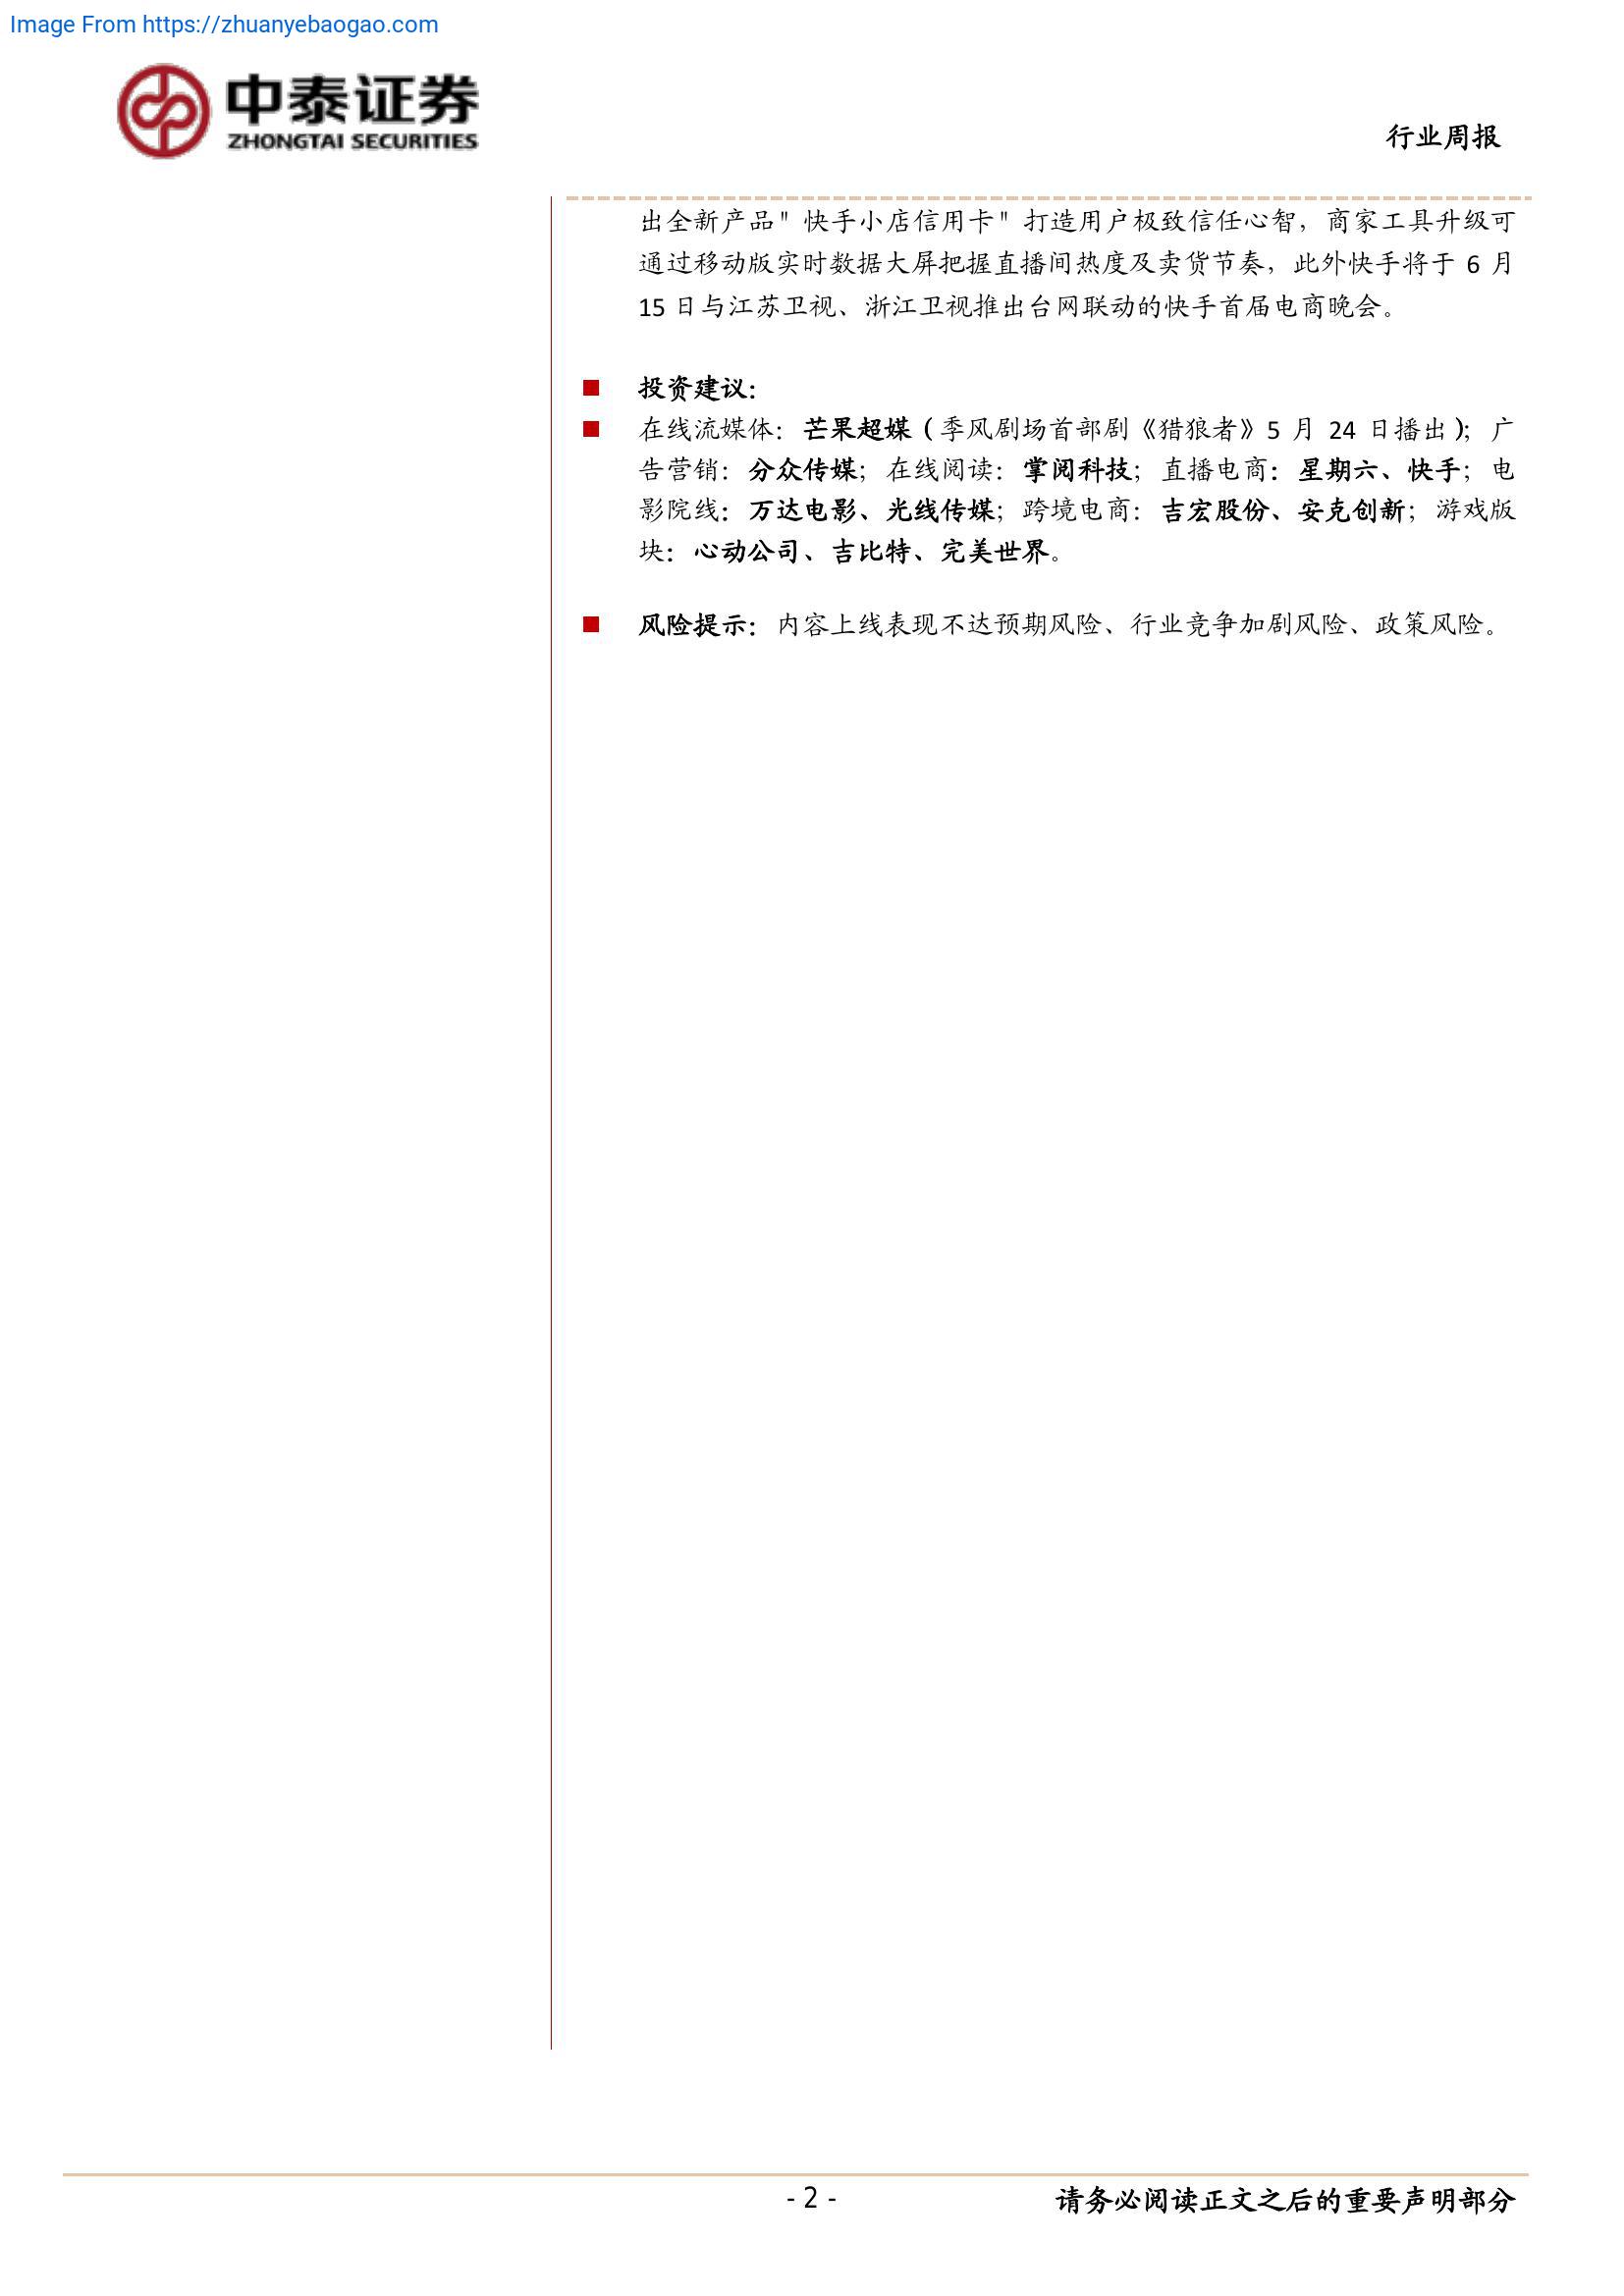 Image From https://zhuanyebaogao.com
中泰证券
ZHONGTAI SECURITIES
行业周报
出全新产品" 快手小店信用卡" 打造用户极致信任心智，商家工具升级可
通过移动版实时数据大屏把握直播间热度及卖货节奏，此外快手将于 6 月
15 日与江苏卫视、浙江卫视推出台网联动的快手首届电商晚会。
■ 投资建议：
■ 在线流媒体：芒果超媒（季风剧场首部剧《猎狼者》5 月 24 日播出）；广
告营销：分众传媒；在线阅读：掌阅科技；直播电商：星期六、快手；电
影院线：万达电影、光线传媒；跨境电商：吉宏股份、安克创新；游戏版
块：心动公司、吉比特、完美世界。
■ 风险提示：内容上线表现不达预期风险、行业竞争加剧风险、政策风险。
- 2 -
请务必阅读正文之后的重要声明部分